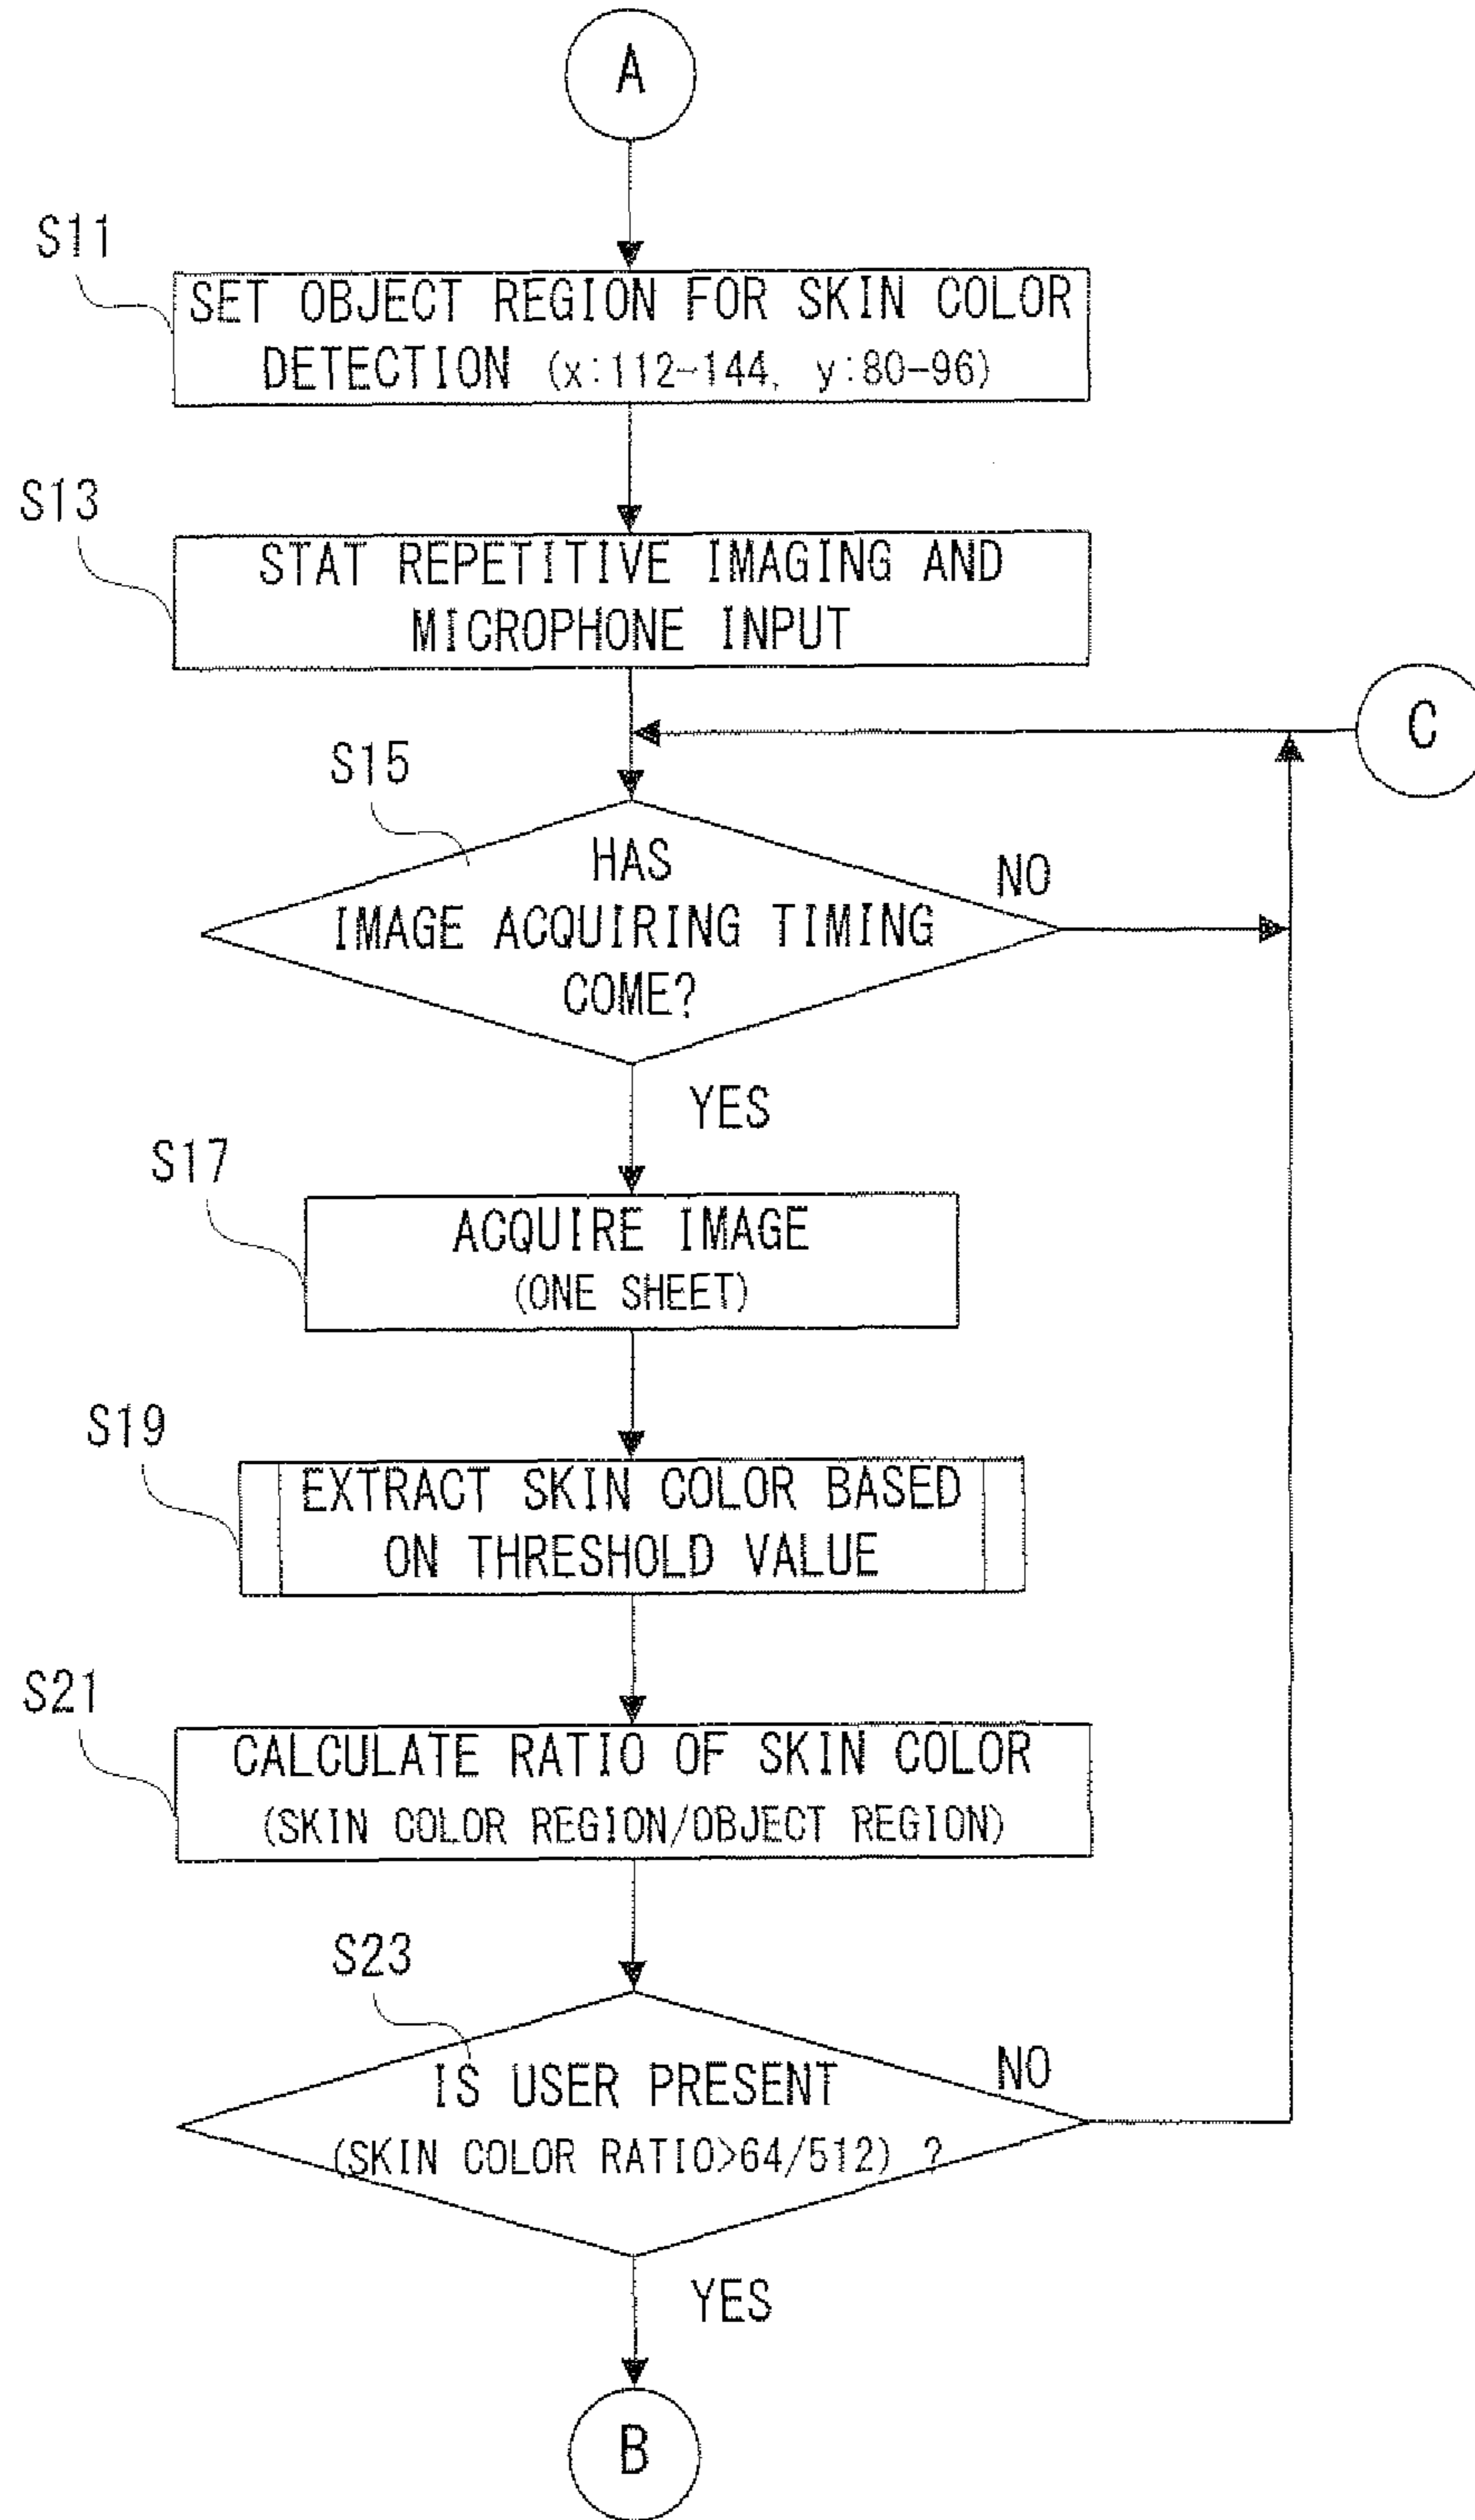 A
S11
SET OBJECT REGION FOR SKIN COLOR
DETECTION (x:112-144, y:80-96)
S13
STAT REPETITIVE IMAGING AND
MICROPHONE INPUT
C
S15
HAS
IMAGE ACQUIRING TIMING
COME?
NO
YES
S17
ACQUIRE IMAGE
(ONE SHEET)
S19
EXTRACT SKIN COLOR BASED
ON THRESHOLD VALUE
S21
CALCULATE RATIO OF SKIN COLOR
(SKIN COLOR REGION/OBJECT REGION)
S23
IS USER PRESENT
(SKIN COLOR RATIO>64/512) ?
NO
YES
B